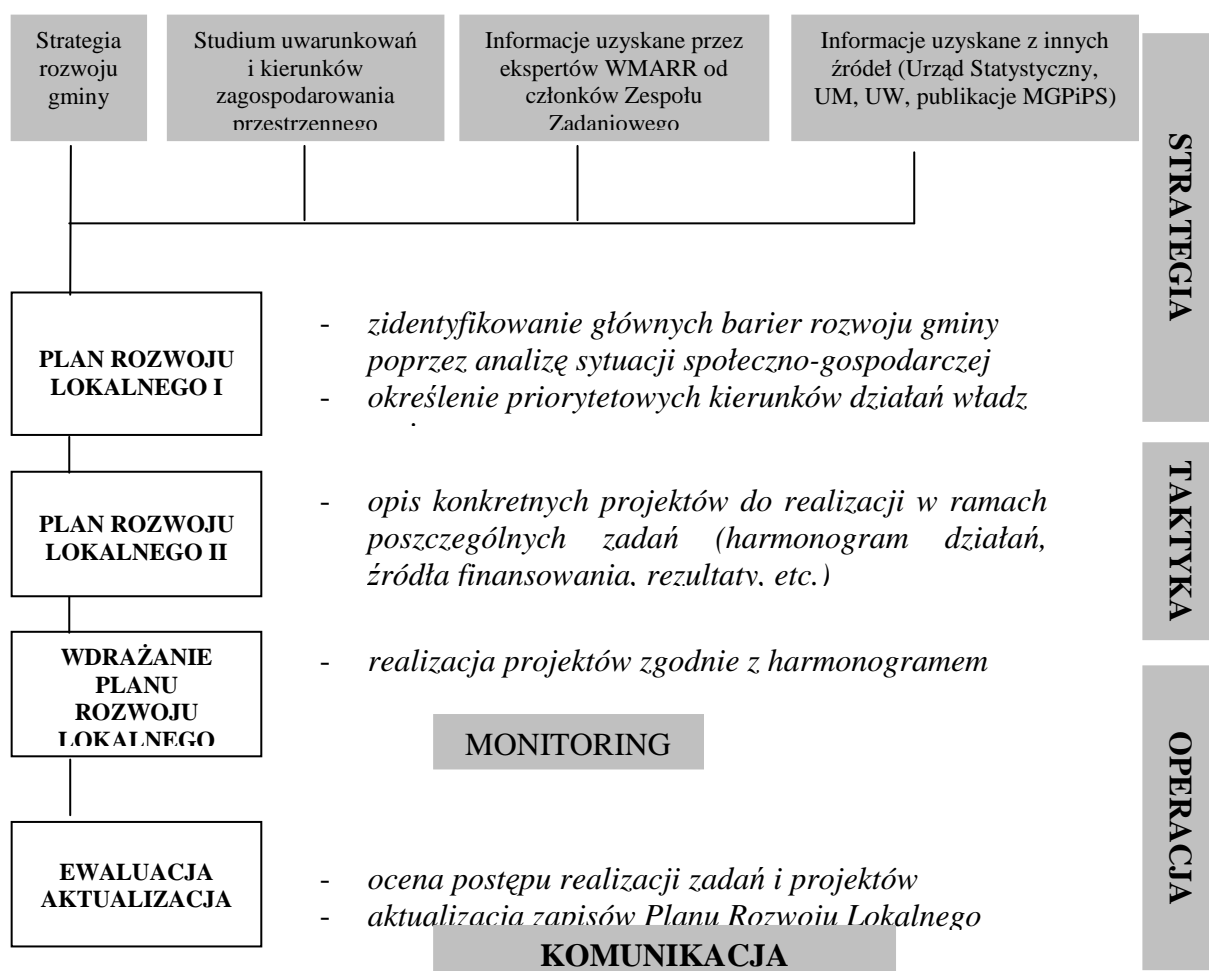 Strategia
rozwoju
gminy
Studium uwarunkowań
i kierunków
zagospodarowania
przestrzennego
Informacje uzyskane przez
ekspertów WMARR od
członków Zespołu
Zadaniowego
Informacje uzyskane z innych
źródeł (Urząd Statystyczny,
UM, UW, publikacje MGPiPS)
STRATEGIA
PLAN ROZWOJU
LOKALNEGO I
- zidentyfikowanie głównych barier rozwoju gminy
poprzez analizę sytuacji społeczno-gospodarczej
- określenie priorytetowych kierunków działań władz
TAKTYKA
PLAN ROZWOJU
LOKALNEGO II
- opis konkretnych projektów do realizacji w ramach
poszczególnych zadań (harmonogram działań,
źródła finansowania, rezultaty, etc.)
WDRAŻANIE
PLANU
ROZWOJU
LOKALNEGO
- realizacja projektów zgodnie z harmonogramem
MONITORING
OPERACJA
EWALUACJA
AKTUALIZACJA
- ocena postępu realizacji zadań i projektów
- aktualizacja zapisów Planu Rozwoju Lokalnego
KOMUNIKACJA